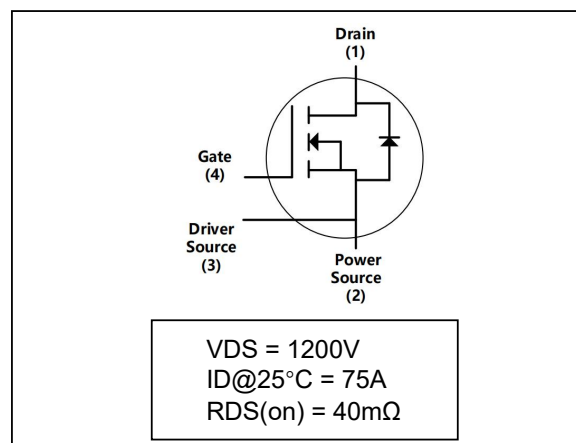 Drain
(1)
Gate
(4)
Driver
Source
(3)
Power
Source
(2)
VDS = 1200V
ID@25°C = 75A
RDS(on) = 40mΩ